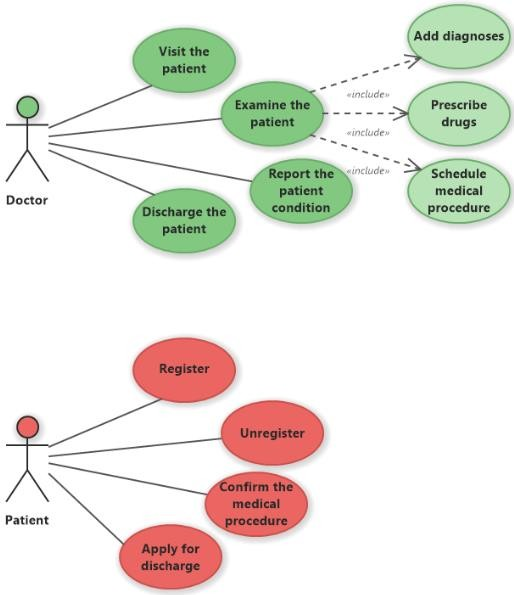 Visit the
patient
Add diagnoses
«include»
Examine the
patient
Prescribe
drugs
«include»
Doctor
Report the
patient
condition
«include»
Schedule
medical
procedure
Discharge the
patient
Register
Unregister
Patient
Confirm the
medical
procedure
Apply for
discharge